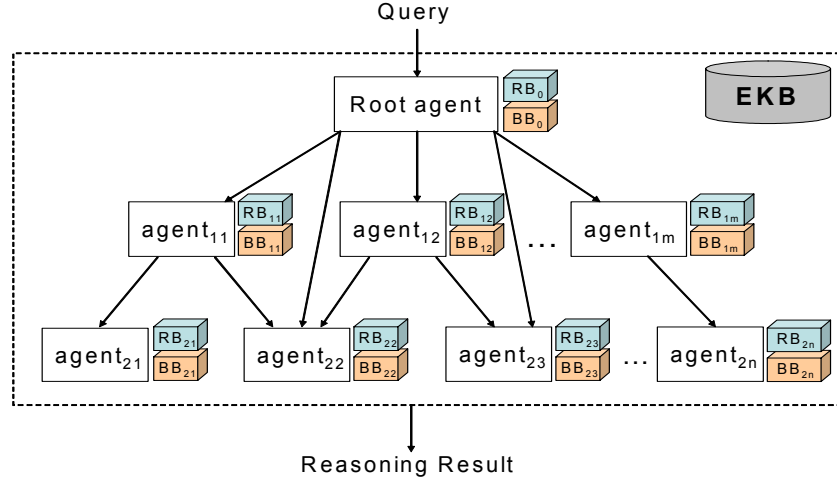 Query
Root agent
RB₀
BB₀
EKB
agent₁₁
RB₁₁
BB₁₁
agent₁₂
RB₁₂
BB₁₂
...
agent₁ₘ
RB₁ₘ
BB₁ₘ
agent₂₁
RB₂₁
BB₂₁
agent₂₂
RB₂₂
BB₂₂
agent₂₃
RB₂₃
BB₂₃
...
agent₂ₙ
RB₂ₙ
BB₂ₙ
Reasoning Result